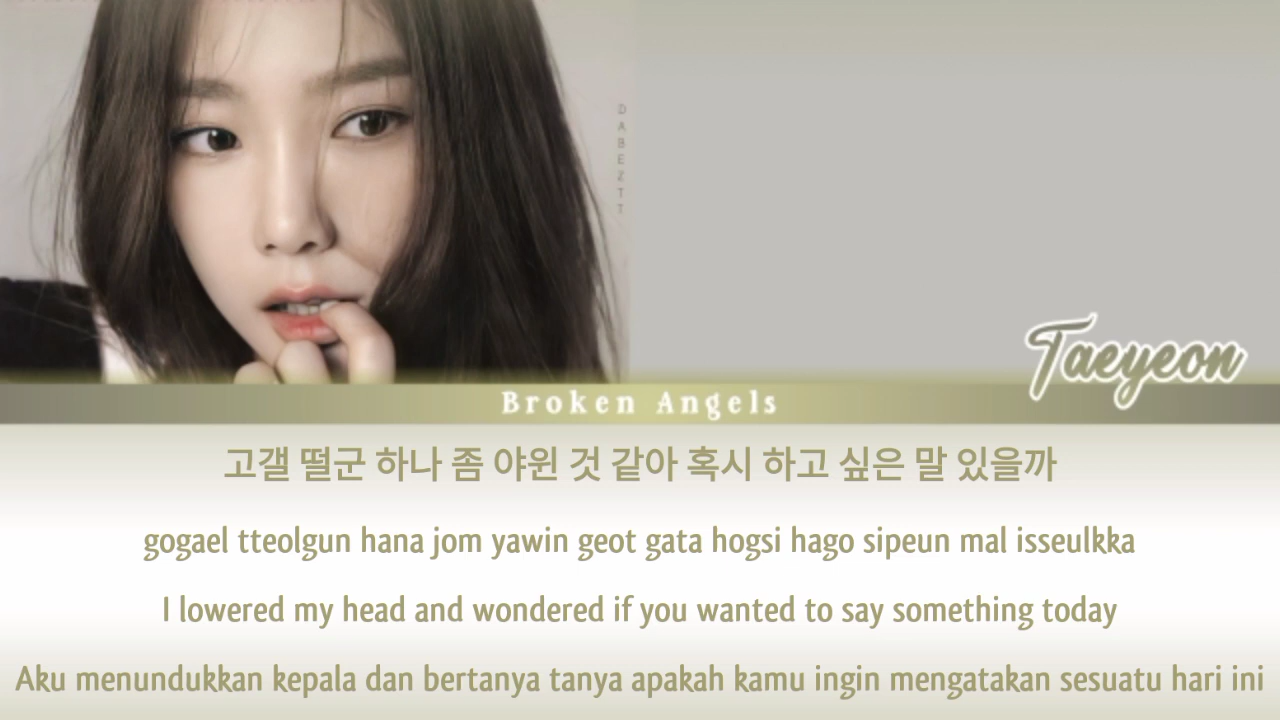 DABEZTT
Taeyeon
Broken Angels
고갤 떨군 하나 좀 야윈 것 같아 혹시 하고 싶은 말 있을까
gogael tteolgun hana jom yawin geot gata hogsi hago sipeun mal isseulkka
I lowered my head and wondered if you wanted to say something today
Aku menundukkan kepala dan bertanya tanya apakah kamu ingin mengatakan sesuatu hari ini